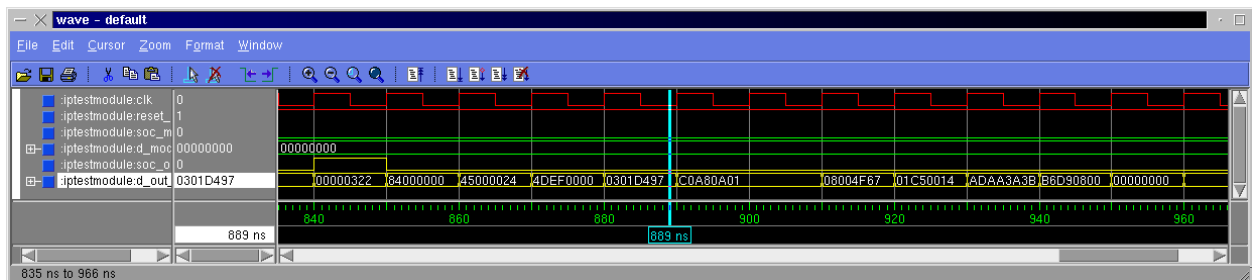 wave - default
File Edit Cursor Zoom Format Window
:iptestmodule:clk 0
:iptestmodule:reset_ 1
:iptestmodule:soc_m 0
:iptestmodule:d_moc 00000000 00000000
:iptestmodule:soc_o 0
:iptestmodule:d_out_ 0301D497 00000322 84000000 45000024 4DEF0000 0301D497 C0A80A01 08004F67 01C50014 ADAA3A3B B6D90800 00000000
840 860 880 900 920 940 960
889 ns 889 ns
835 ns to 966 ns